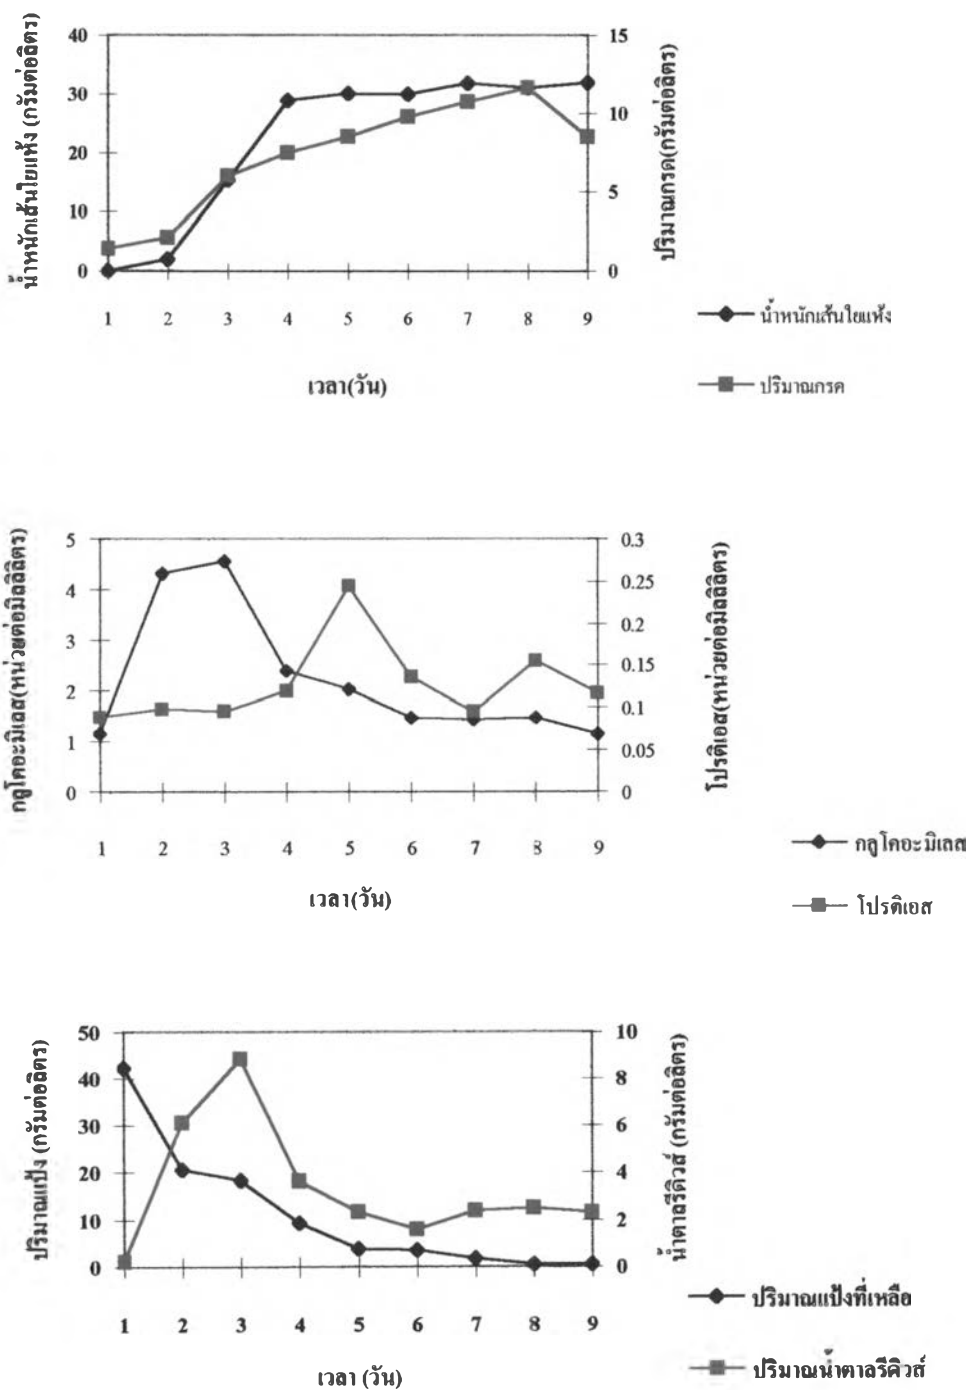 น้ำหนักเส้นใยแห้ง (กรัมต่อลิตร)
40
30
20
10
0
15
10
5
0
ปริมาณกรด(กรัมต่อลิตร)
1 2 3 4 5 6 7 8 9
เวลา(วัน)
น้ำหนักเส้นใยแห้ง
ปริมาณกรด
กลูโคอะมิเลส(หน่วยต่อมิลลิลิตร)
5
4
3
2
1
0
0.3
0.25
0.2
0.15
0.1
0.05
0
โปรติเอส(หน่วยต่อมิลลิลิตร)
1 2 3 4 5 6 7 8 9
เวลา(วัน)
กลูโคอะมิเลส
โปรติเอส
ปริมาณแป้ง (กรัมต่อลิตร)
50
40
30
20
10
0
10
8
6
4
2
0
น้ำตาลรีดิวส์ (กรัมต่อลิตร)
1 2 3 4 5 6 7 8 9
เวลา (วัน)
ปริมาณแป้งที่เหลือ
ปริมาณน้ำตาลรีดิวส์